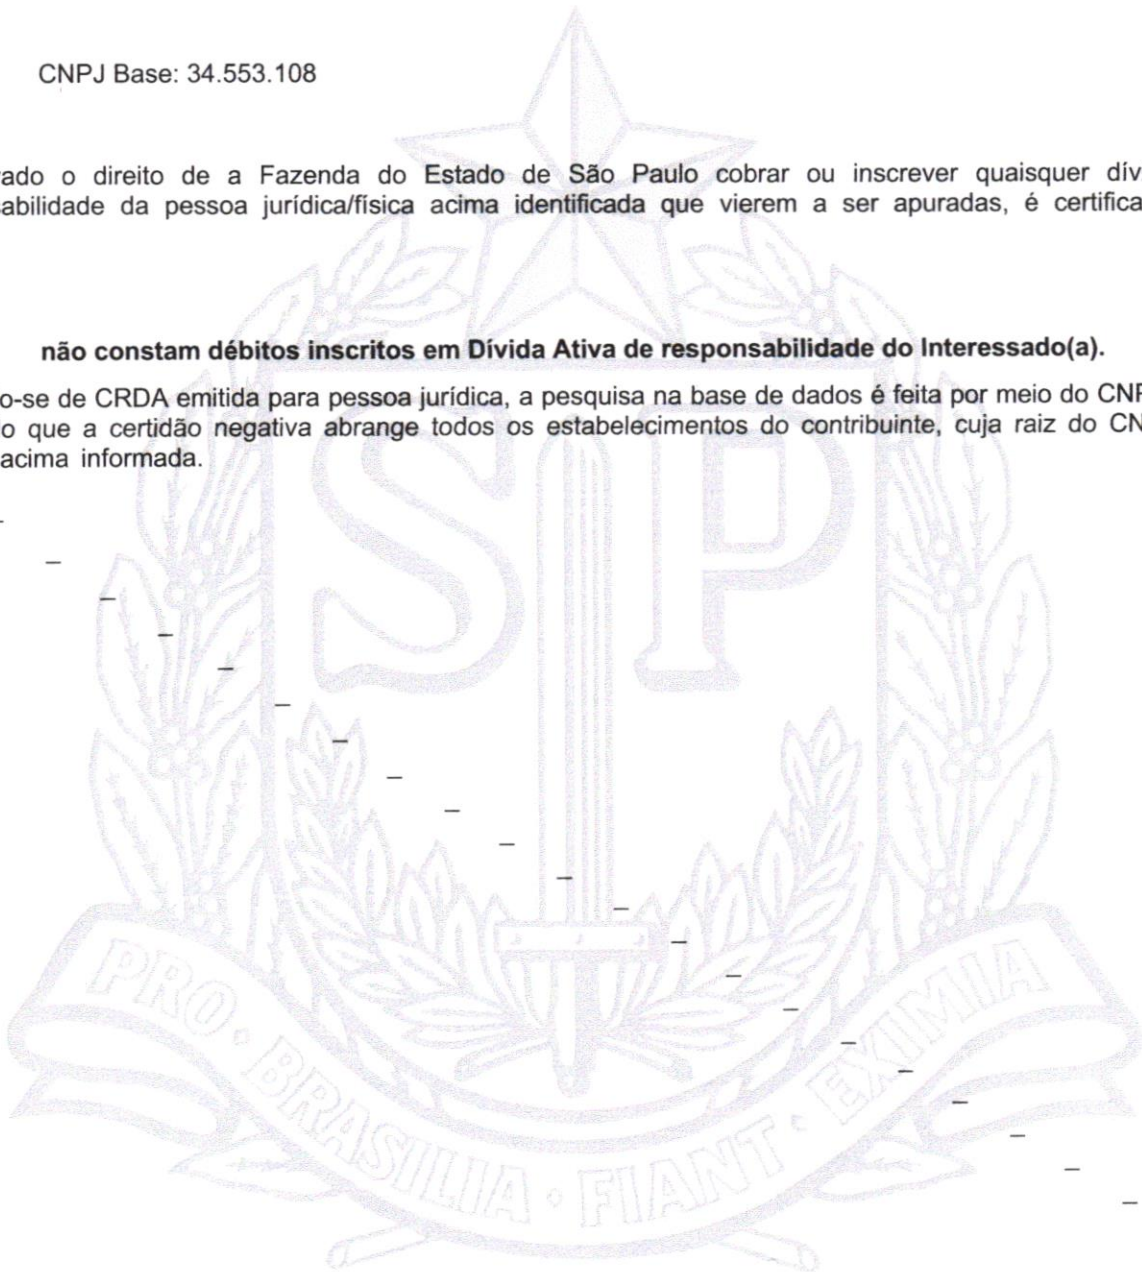 CNPJ Base: 34.553.108
ado o direito de a Fazenda do Estado de São Paulo cobrar ou inscrever quaisquer dív
abilidade da pessoa jurídica/física acima identificada que vierem a ser apuradas, é certifica
não constam débitos inscritos em Dívida Ativa de responsabilidade do Interessado(a).
o-se de CRDA emitida para pessoa jurídica, a pesquisa na base de dados é feita por meio do CNP
o que a certidão negativa abrange todos os estabelecimentos do contribuinte, cuja raiz do CN
acima informada.
SP
PRO · BRASILIA · FIANT · EXIMIA